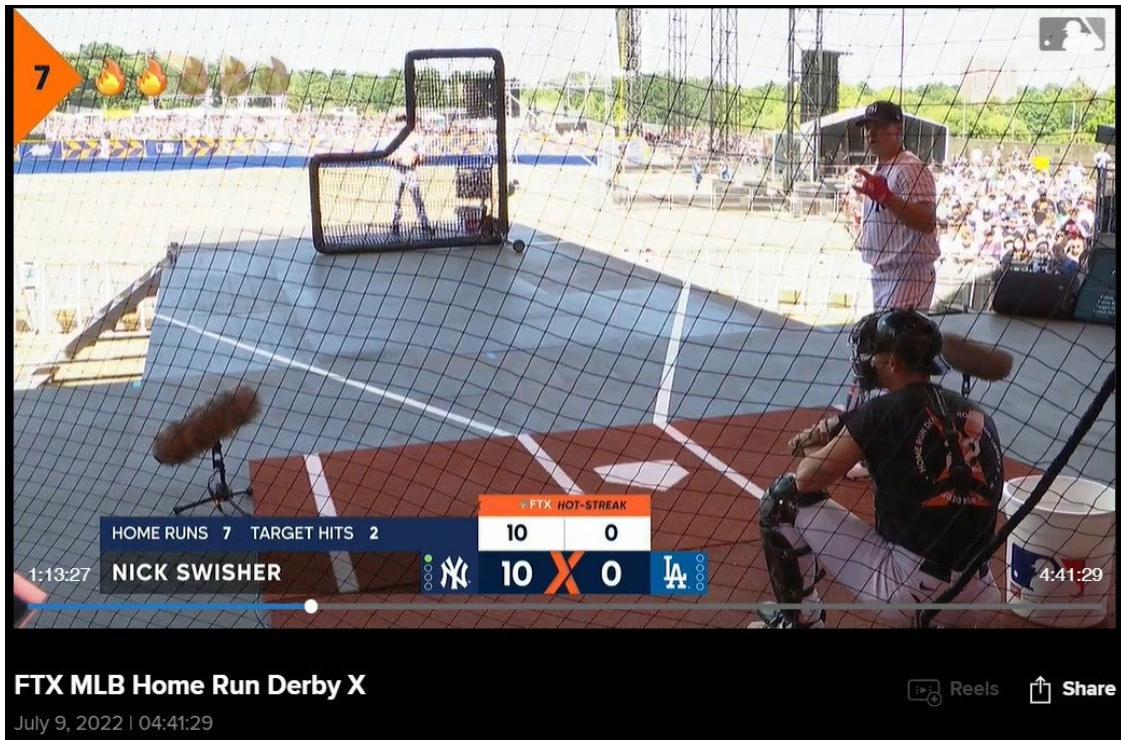 7
FTX HOT-STREAK
10 0
HOME RUNS 7 TARGET HITS 2
NICK SWISHER NY 10 X 0 LA
1:13:27 4:41:29
FTX MLB Home Run Derby X
Reels Share
July 9, 2022 | 04:41:29